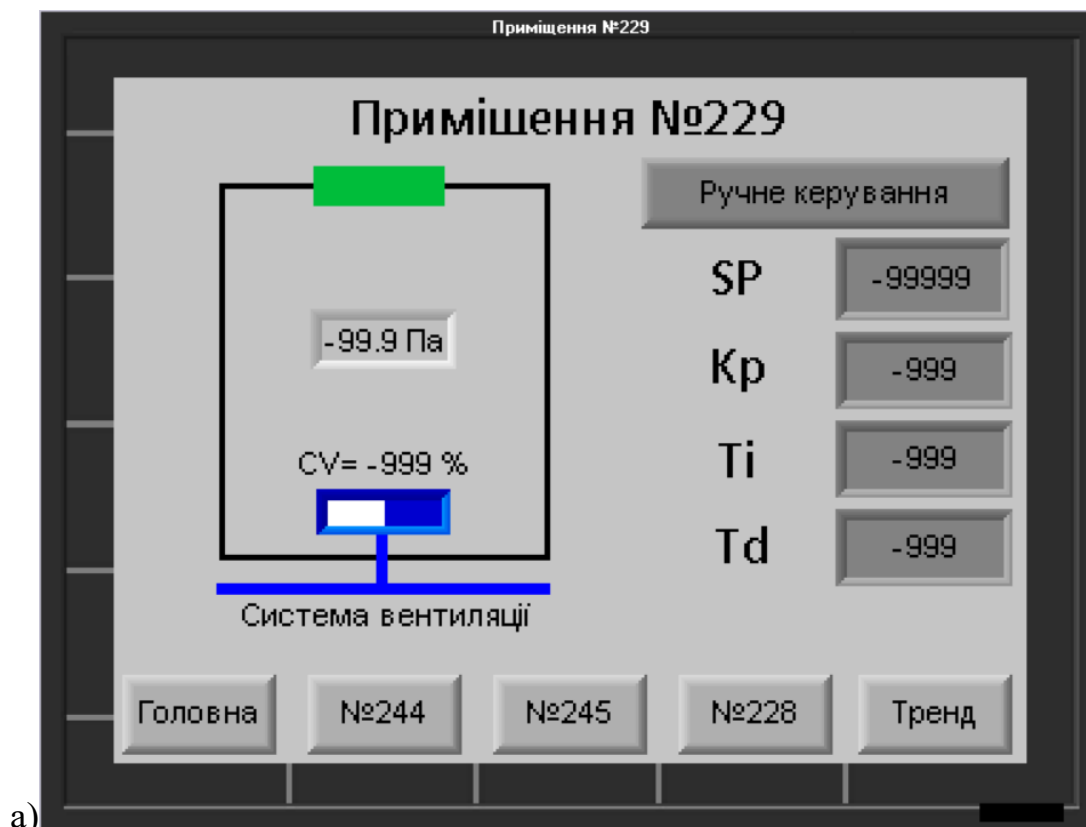 Приміщення №229
Приміщення №229
Ручне керування
SP
-99999
-99.9 Па
Kp
-999
CV= -999 %
Ti
-999
Td
-999
Система вентиляції
Головна
№244
№245
№228
Тренд
а)